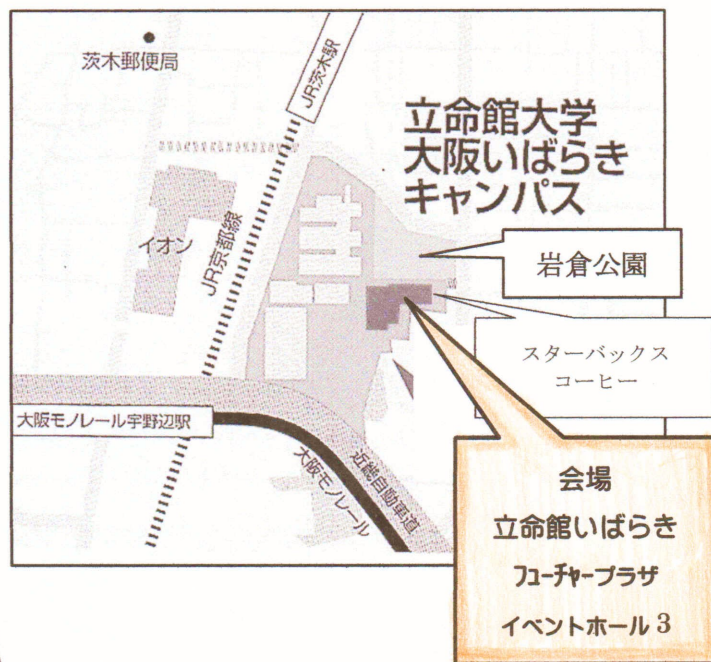 茨木郵便局
JR茨木駅
立命館大学
大阪いばらき
キャンパス
イオン
JR京都線
岩倉公園
スターバックス
コーヒー
大阪モノレール宇野辺駅
近畿自動車道
大阪モノレール
会場
立命館いばらき
フューチャープラザ
イベントホール3